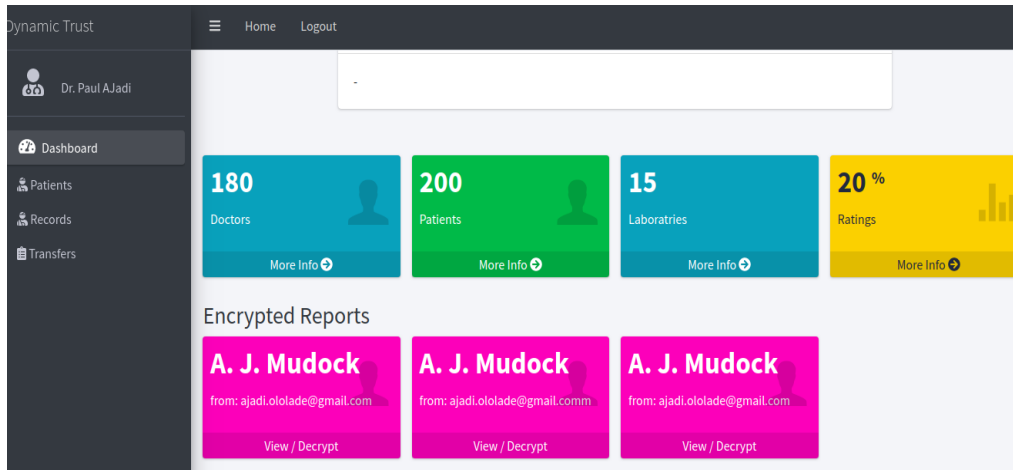 Dynamic Trust
Home Logout
Dr. Paul AJadi
-
Dashboard
Patients
Records
Transfers
180
Doctors
More Info
200
Patients
More Info
15
Laboratries
More Info
20 %
Ratings
More Info
Encrypted Reports
A. J. Mudock
from: ajadi.ololade@gmail.com
View / Decrypt
A. J. Mudock
from: ajadi.ololade@gmail.comm
View / Decrypt
A. J. Mudock
from: ajadi.ololade@gmail.com
View / Decrypt